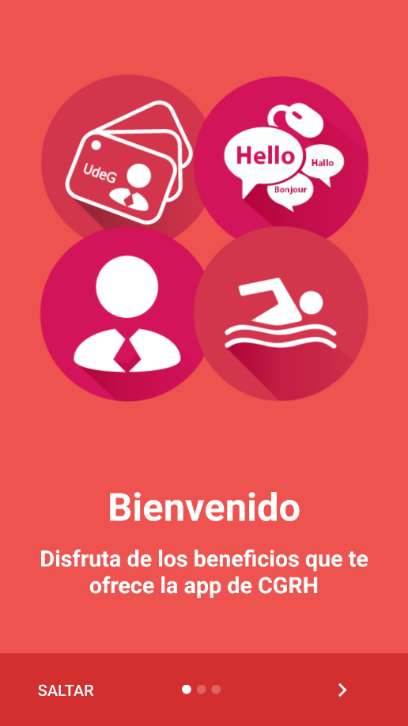 UdeG
Hello
Hallo
Bonjour
Bienvenido
Disfruta de los beneficios que te
ofrece la app de CGRH
SALTAR